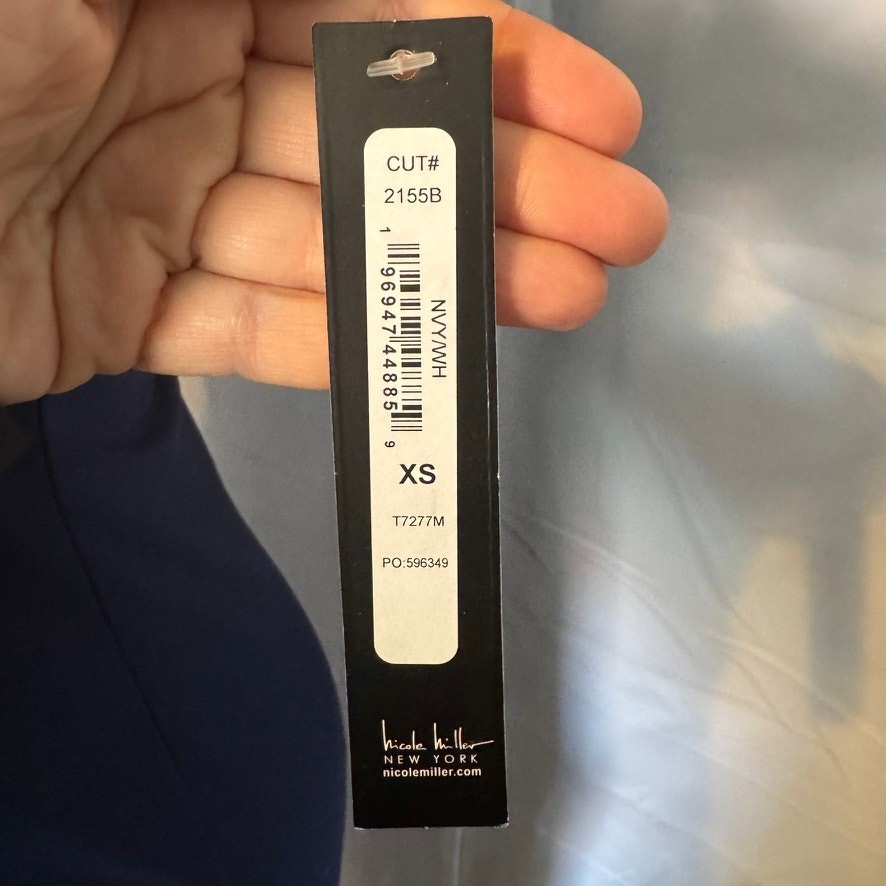 CUT#
2155B
NVY/WH
1 96947 44885 9
XS
T7277M
PO:596349
nicole miller
NEW YORK
nicolemiller.com